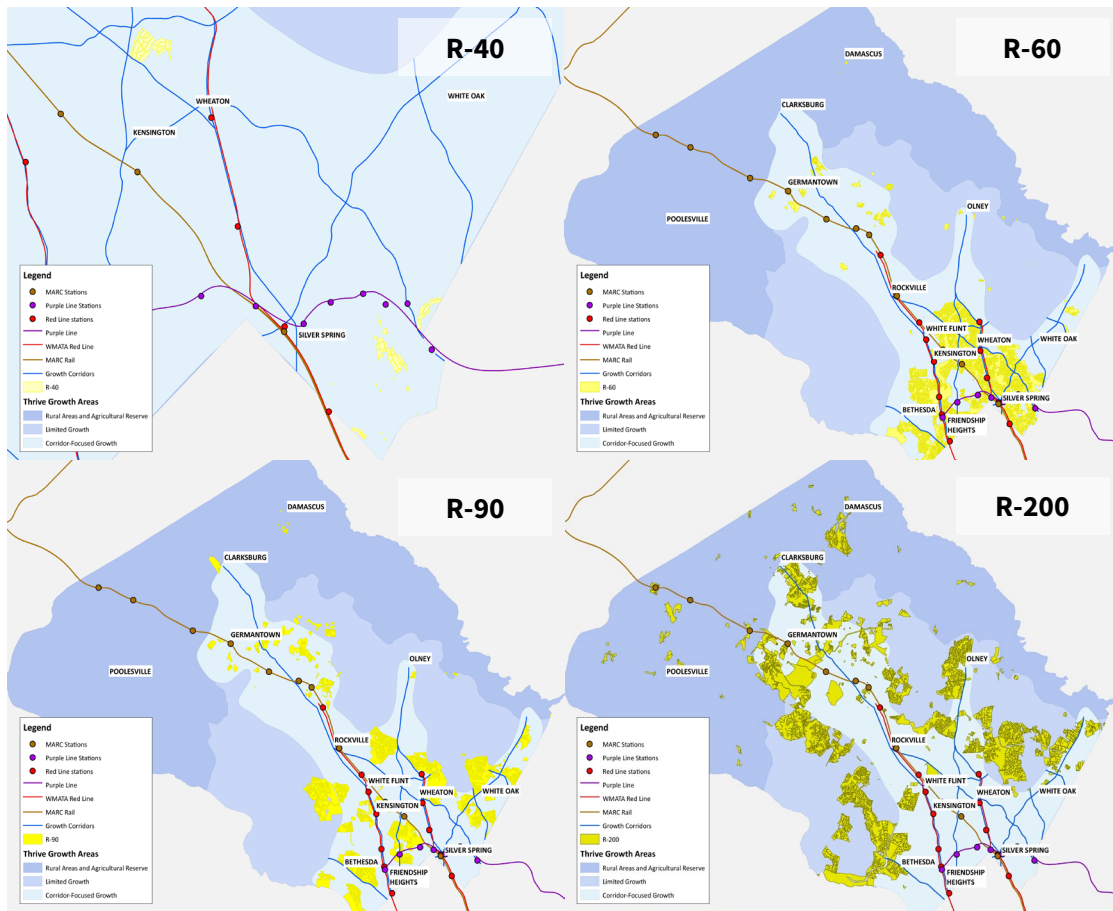 R-40
WHEATON
WHITE OAK
KENSINGTON
SILVER SPRING
Legend
MARC Stations
Purple Line Stations
Red Line stations
Purple Line
WMATA Red Line
MARC Rail
Growth Corridors
R-40
Thrive Growth Areas
Rural Areas and Agricultural Reserve
Limited Growth
Corridor-Focused Growth
R-60
DAMASCUS
CLARKSBURG
GERMANTOWN
POOLESVILLE
OLNEY
ROCKVILLE
WHITE FLINT
WHEATON
WHITE OAK
KENSINGTON
SILVER SPRING
BETHESDA
FRIENDSHIP
HEIGHTS
Legend
MARC Stations
Purple Line Stations
Red Line stations
Purple Line
WMATA Red Line
MARC Rail
Growth Corridors
R-60
Thrive Growth Areas
Rural Areas and Agricultural Reserve
Limited Growth
Corridor-Focused Growth
R-90
DAMASCUS
CLARKSBURG
GERMANTOWN
OLNEY
POOLESVILLE
ROCKVILLE
WHITE FLINT
WHEATON
WHITE OAK
KENSINGTON
SILVER SPRING
BETHESDA
FRIENDSHIP
HEIGHTS
Legend
MARC Stations
Purple Line Stations
Red Line stations
Purple Line
WMATA Red Line
MARC Rail
Growth Corridors
R-90
Thrive Growth Areas
Rural Areas and Agricultural Reserve
Limited Growth
Corridor-Focused Growth
R-200
DAMASCUS
CLARKSBURG
GERMANTOWN
OLNEY
POOLESVILLE
ROCKVILLE
WHITE FLINT
WHEATON
WHITE OAK
KENSINGTON
SILVER SPRING
BETHESDA
FRIENDSHIP
HEIGHTS
Legend
MARC Stations
Purple Line Stations
Red Line stations
Purple Line
WMATA Red Line
MARC Rail
Growth Corridors
R-200
Thrive Growth Areas
Rural Areas and Agricultural Reserve
Limited Growth
Corridor-Focused Growth